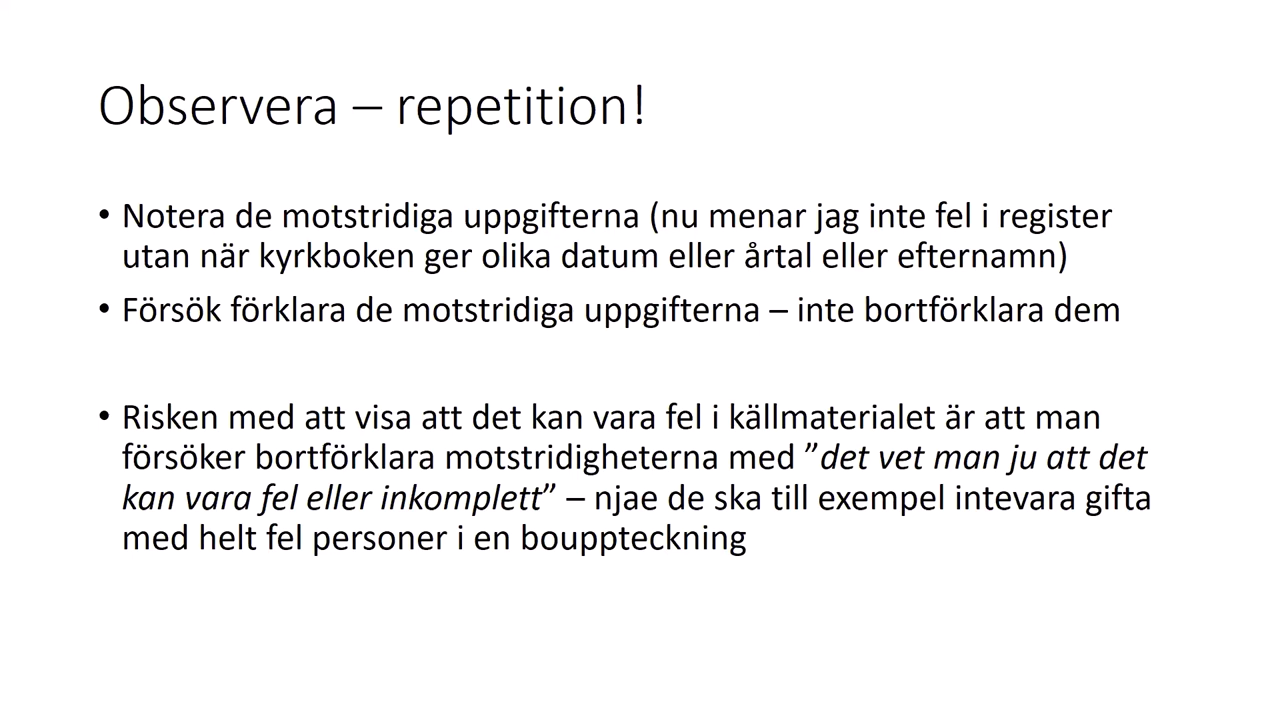 Observera – repetition!
• Notera de motstridiga uppgifterna (nu menar jag inte fel i register
utan när kyrkboken ger olika datum eller årtal eller efternamn)
• Försök förklara de motstridiga uppgifterna – inte bortförklara dem
• Risken med att visa att det kan vara fel i källmaterialet är att man
försöker bortförklara motstridigheterna med ”det vet man ju att det
kan vara fel eller inkomplett” – njae de ska till exempel intevara gifta
med helt fel personer i en bouppteckning